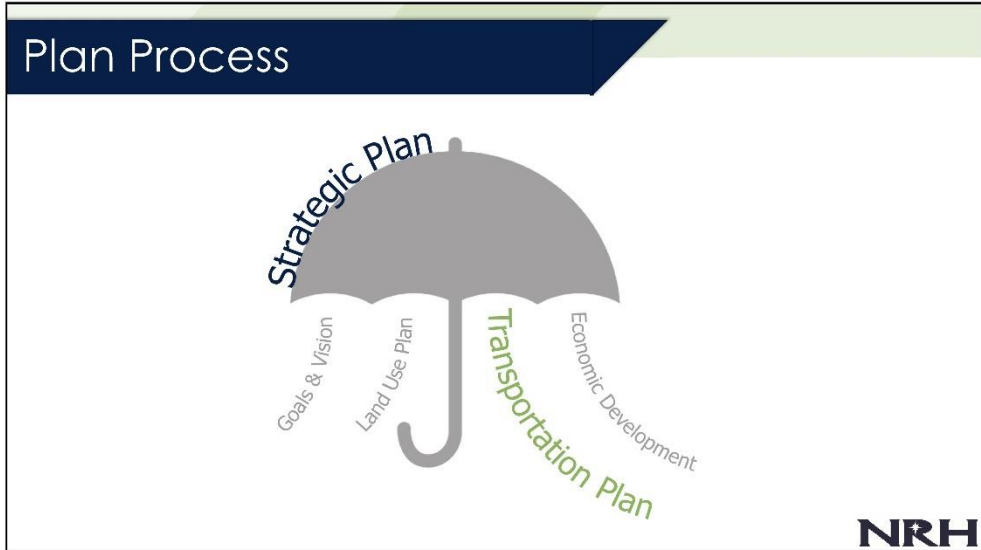 Plan Process
Strategic Plan
Goals & Vision
Land Use Plan
Transportation Plan
Economic Development
NRH